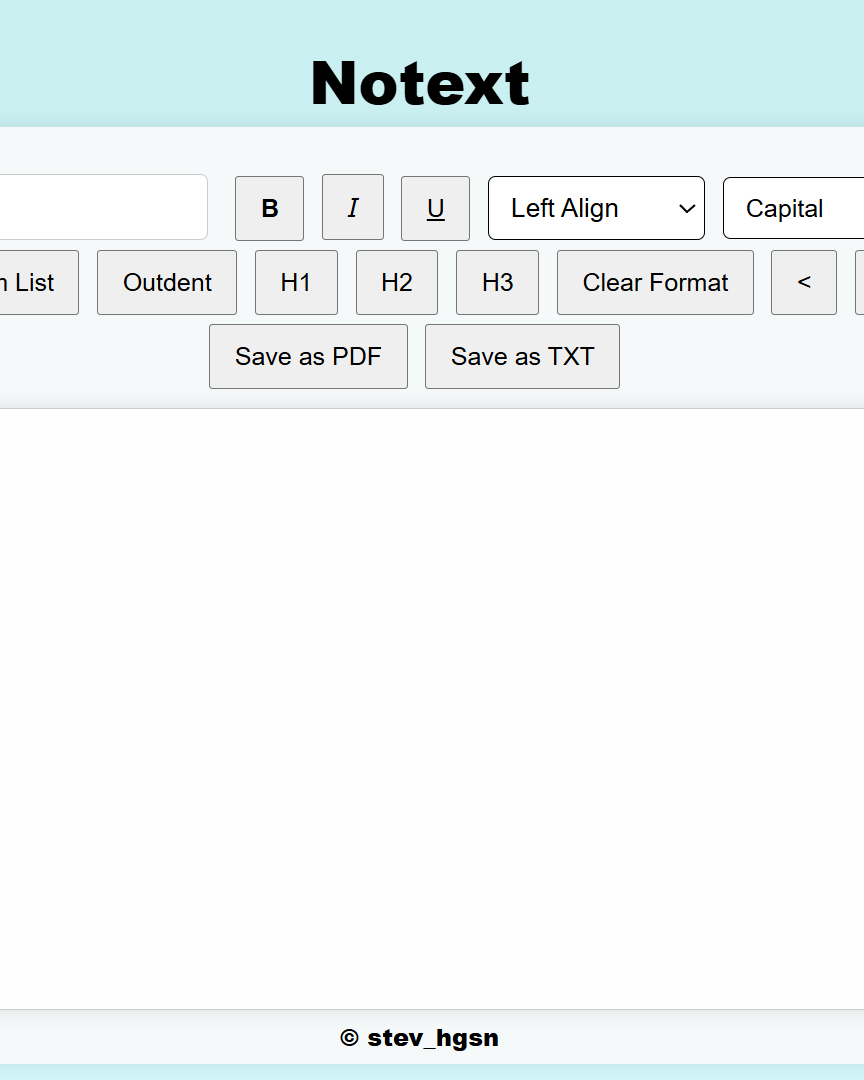 Notext
B I U Left Align Capital
List Outdent H1 H2 H3 Clear Format <
Save as PDF Save as TXT
© stev_hgsn